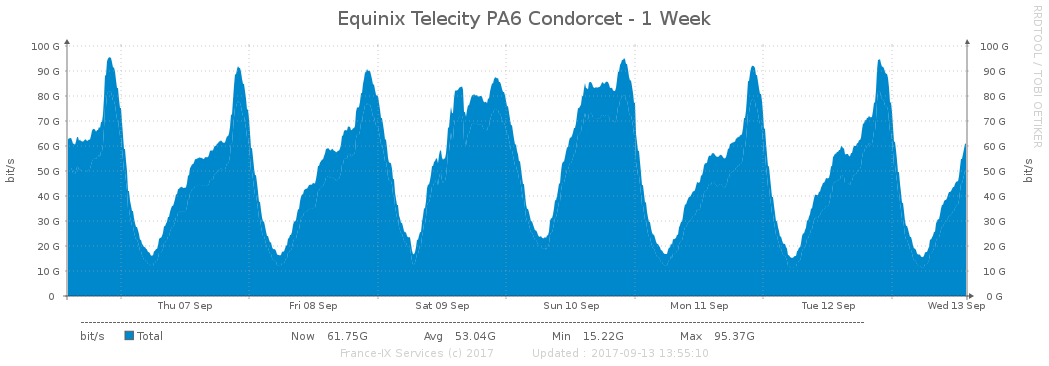 Equinix Telecity PA6 Condorcet - 1 Week
RRDTOOL / TOBI OETIKER
bit/s
100 G
90 G
80 G
70 G
60 G
50 G
40 G
30 G
20 G
10 G
0
100 G
90 G
80 G
70 G
60 G
50 G
40 G
30 G
20 G
10 G
0 G
bit/s
Thu 07 Sep Fri 08 Sep Sat 09 Sep Sun 10 Sep Mon 11 Sep Tue 12 Sep Wed 13 Sep
bit/s Total Now 61.75G Avg 53.04G Min 15.22G Max 95.37G
France-IX Services (c) 2017 Updated : 2017-09-13 13:55:10